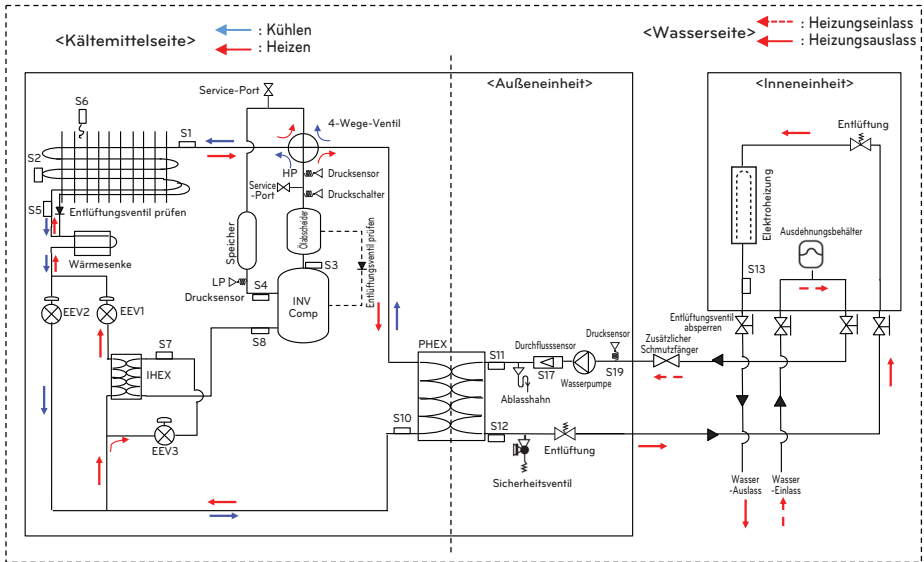 <Kältemittelseite>
: Kühlen
: Heizen
<Wasserseite>
: Heizungseinlass
: Heizungsauslass
<Außeneinheit>
<Inneneinheit>
Service-Port
4-Wege-Ventil
S6
S1
S2
S5
Entlüftungsventil prüfen
Wärmesenke
HP
Drucksensor
Service
-Port
Druckschalter
Speicher
Ölabscheider
Entlüftungsventil prüfen
S3
LP
S4
Drucksensor
INV
Comp
S8
EEV2
EEV1
S7
IHEX
EEV3
PHEX
S10
S11
S12
Durchflusssensor
S17
Wasserpumpe
Drucksensor
S19
Ablasshahn
Entlüftung
Sicherheitsventil
Zusätzlicher
Schmutzfänger
Entlüftung
Elektroheizung
Ausdehnungsbehälter
S13
Entlüftungsventil
absperren
Wasser
-Auslass
Wasser
-Einlass